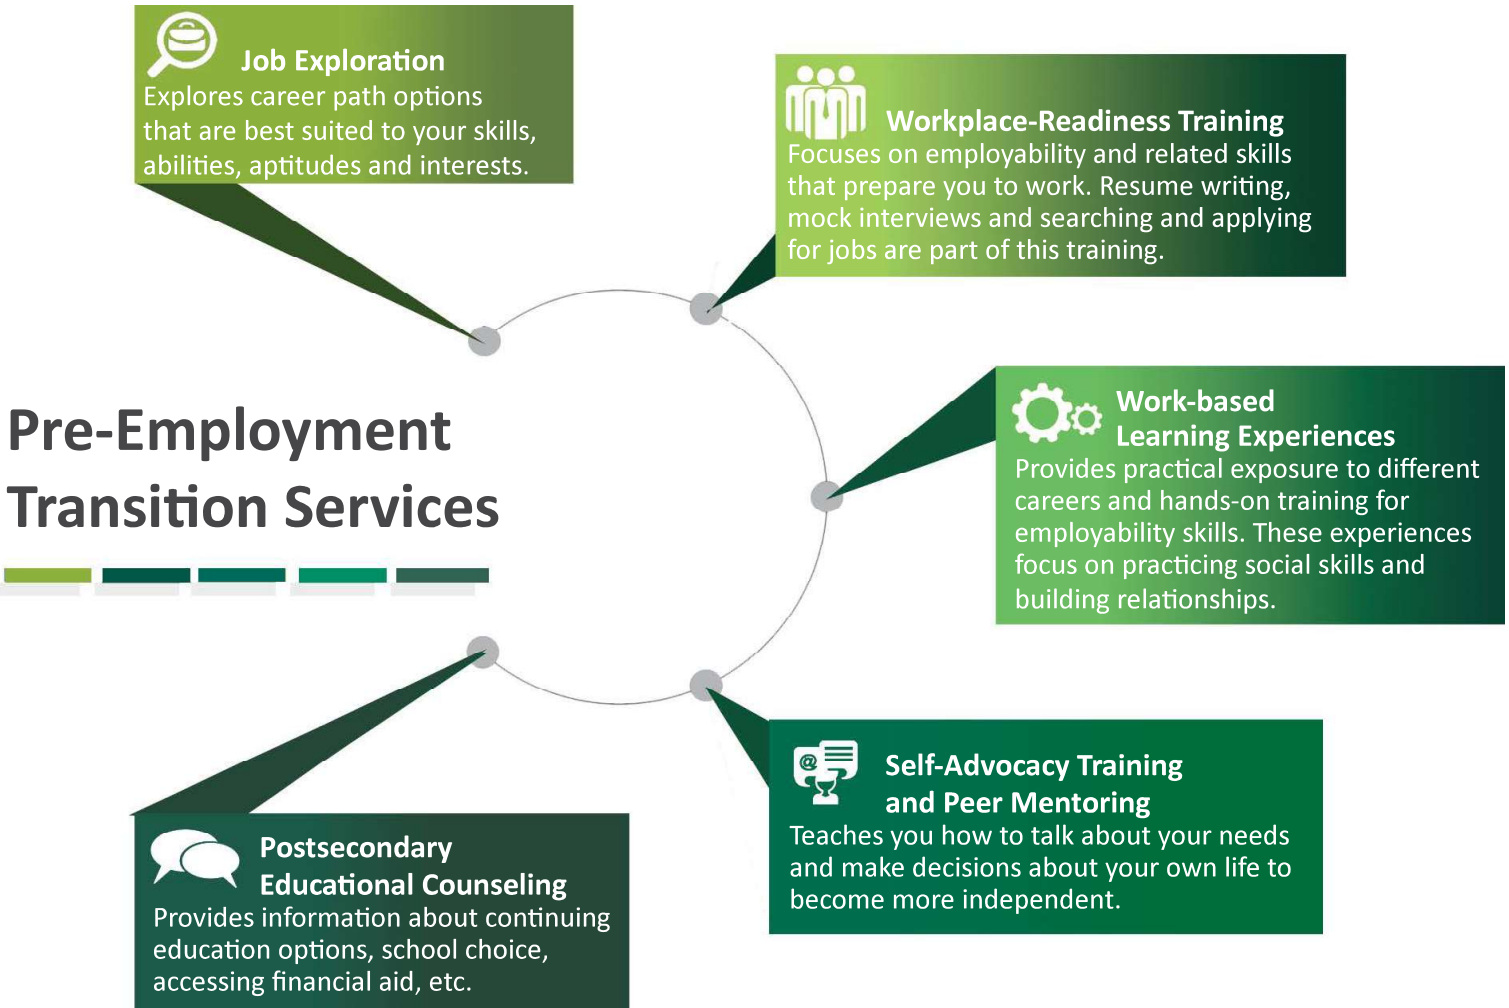 Job Exploration
Explores career path options
that are best suited to your skills,
abilities, aptitudes and interests.
Workplace-Readiness Training
Focuses on employability and related skills
that prepare you to work. Resume writing,
mock interviews and searching and applying
for jobs are part of this training.
Pre-Employment
Transition Services
Work-based
Learning Experiences
Provides practical exposure to different
careers and hands-on training for
employability skills. These experiences
focus on practicing social skills and
building relationships.
@
Self-Advocacy Training
and Peer Mentoring
Teaches you how to talk about your needs
and make decisions about your own life to
become more independent.
Postsecondary
Educational Counseling
Provides information about continuing
education options, school choice,
accessing financial aid, etc.